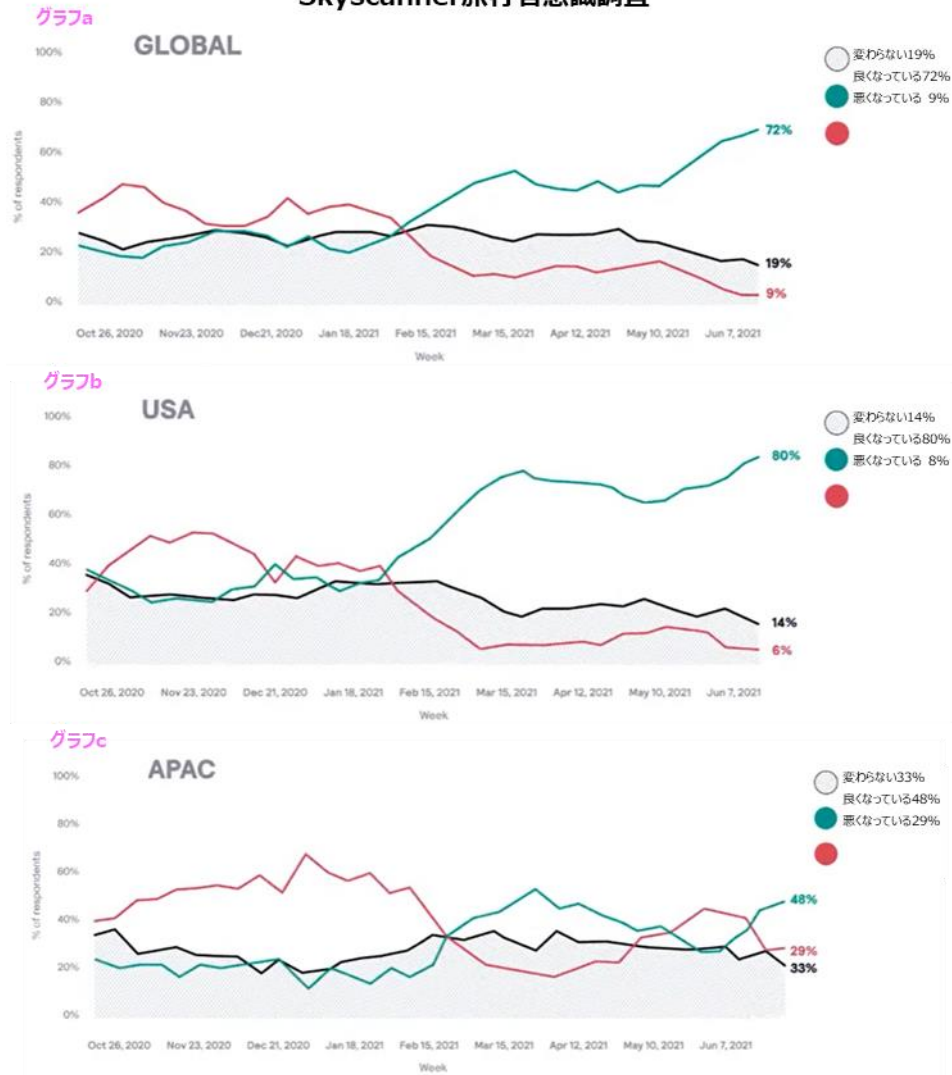 Skyscanner旅行者意識調査
グラフa
GLOBAL
100%
80%
60%
40%
20%
0%
% of respondents
72%
19%
9%
変わらない19%
良くなっている72%
悪くなっている 9%
Oct 26, 2020 Nov23, 2020 Dec21, 2020 Jan 18, 2021 Feb 15, 2021 Mar 15, 2021 Apr 12, 2021 May 10, 2021 Jun 7, 2021
Week
グラフb
USA
100%
80%
60%
40%
20%
0%
% of respondents
80%
14%
6%
変わらない14%
良くなっている80%
悪くなっている 8%
Oct 26, 2020 Nov 23, 2020 Dec 21, 2020 Jan 18, 2021 Feb 15, 2021 Mar 15, 2021 Apr 12, 2021 May 10, 2021 Jun 7, 2021
Week
グラフc
APAC
100%
80%
60%
40%
20%
0%
% of respondents
48%
29%
33%
変わらない33%
良くなっている48%
悪くなっている29%
Oct 26, 2020 Nov 23, 2020 Dec 21, 2020 Jan 18, 2021 Feb 15, 2021 Mar 15, 2021 Apr 12, 2021 May 10, 2021 Jun 7, 2021
Week